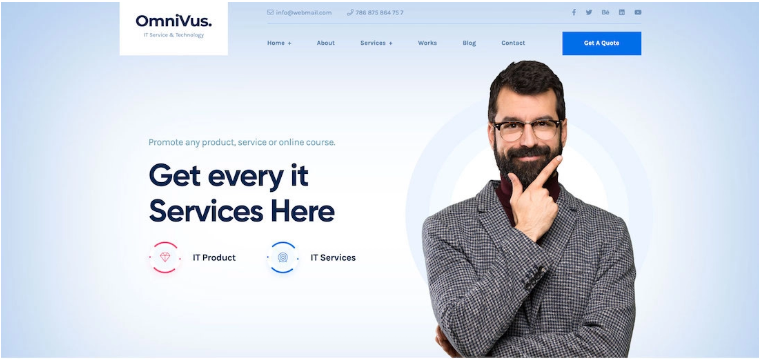 OmniVus.
IT Service & Technology
info@webmail.com 786 875 864 75 7
Home + About Services + Works Blog Contact Get A Quote
Promote any product, service or online course.
Get every it
Services Here
IT Product IT Services